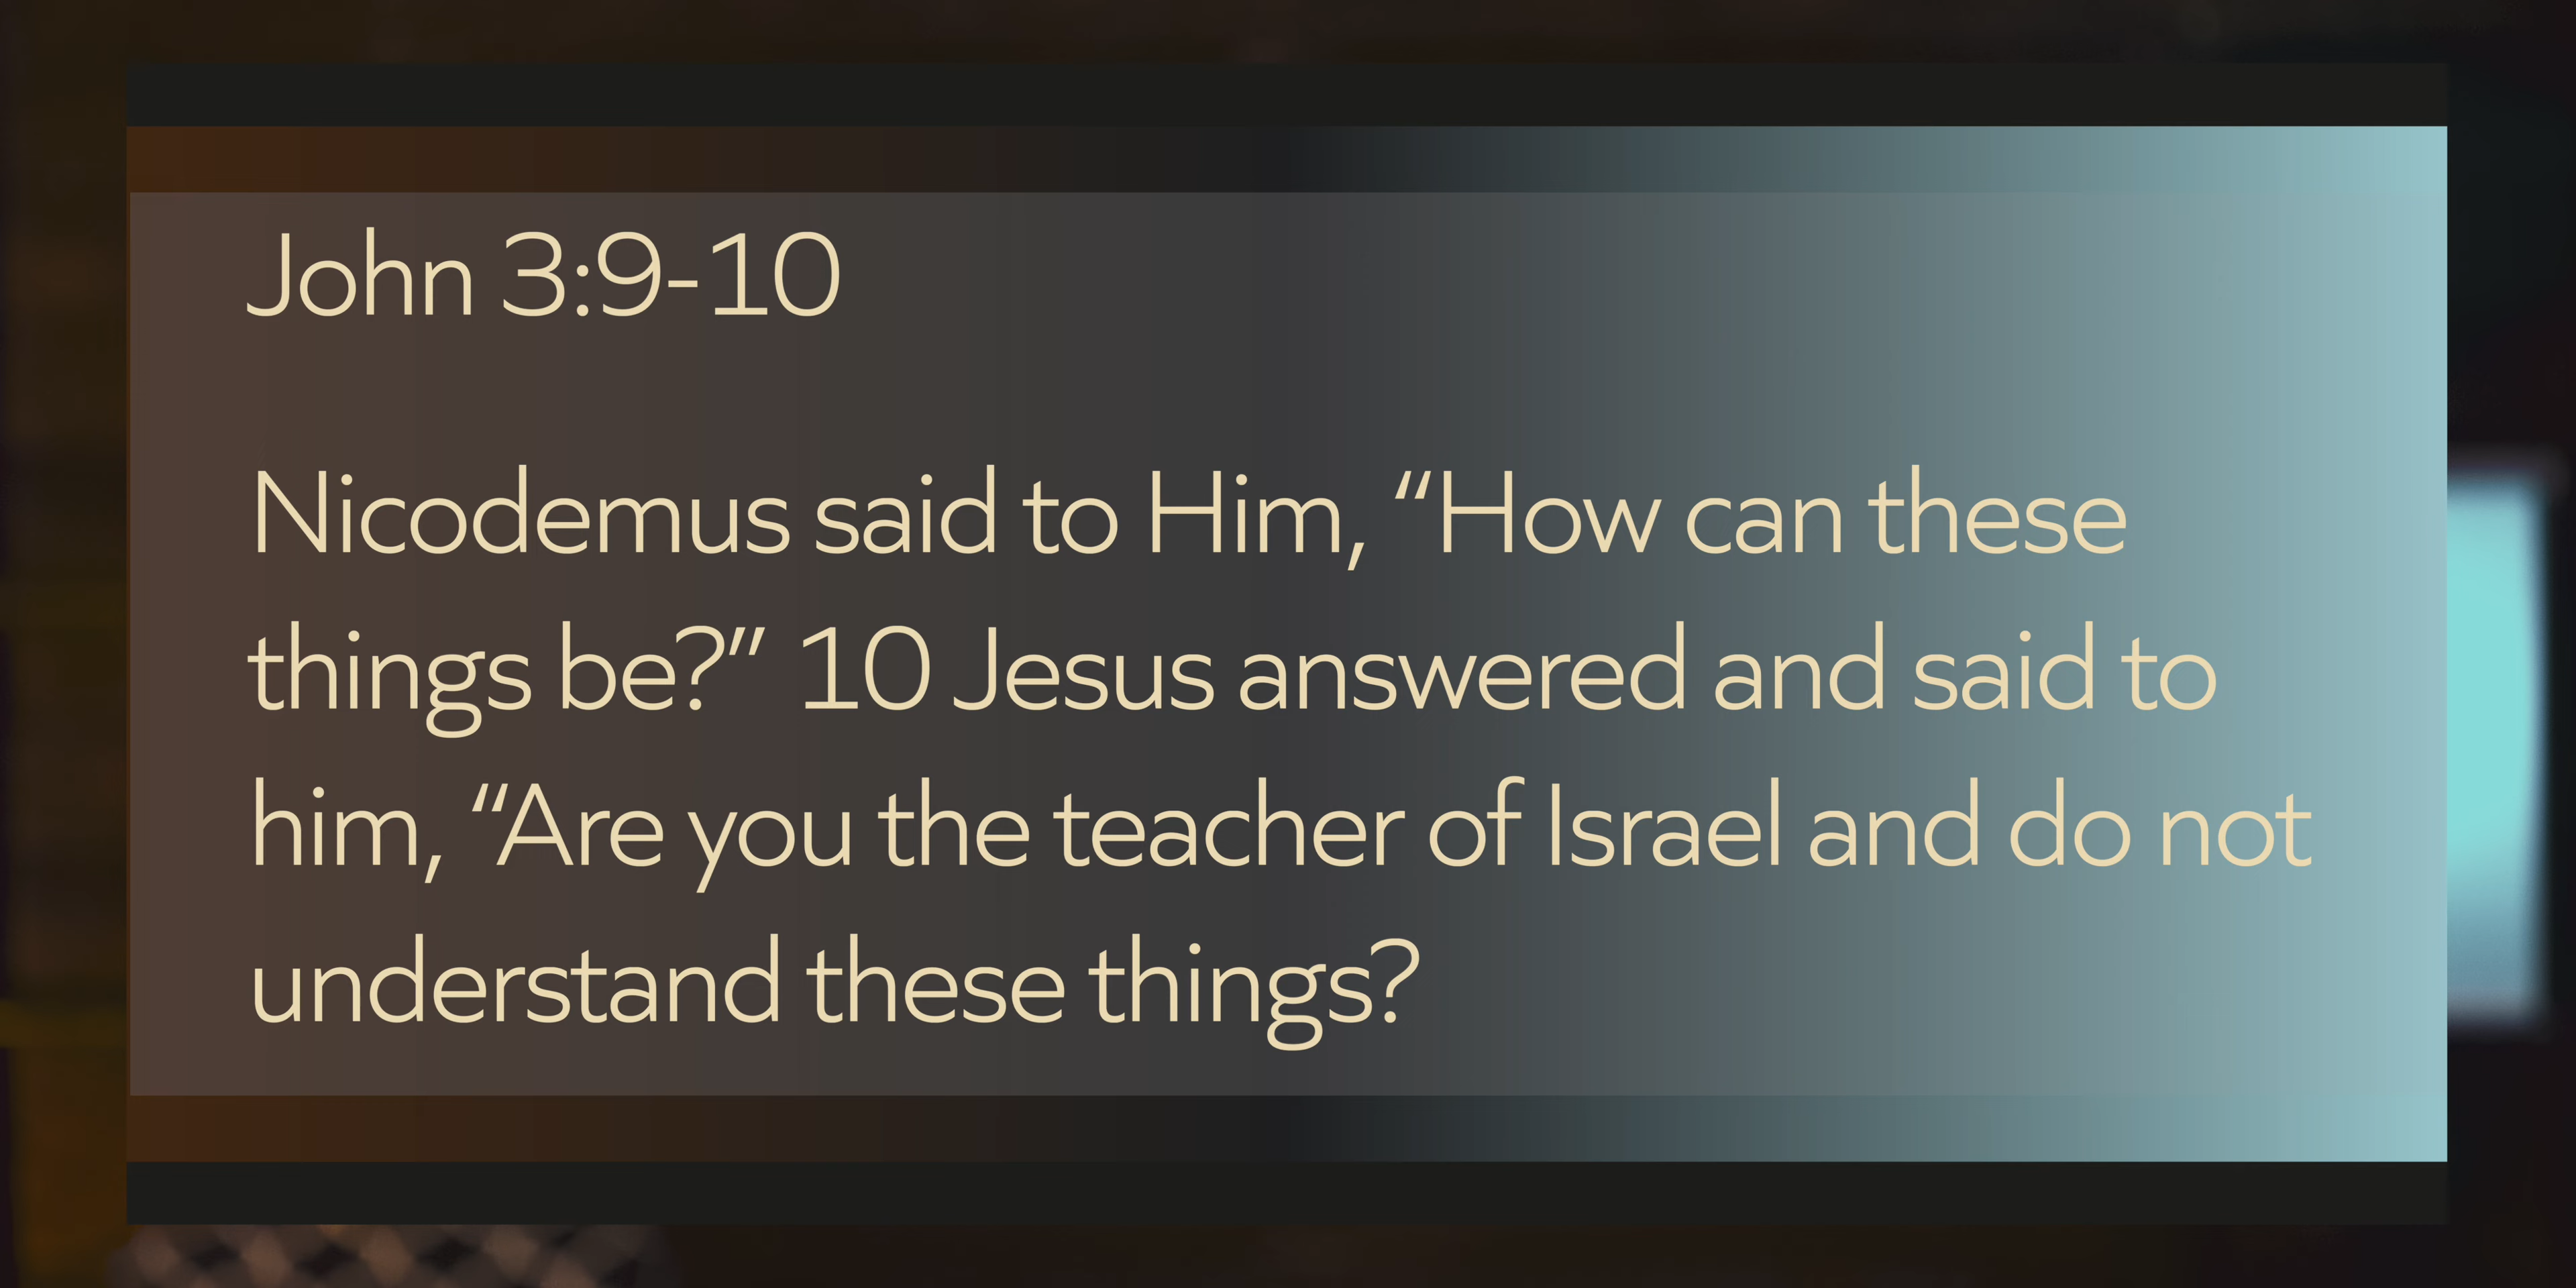 John 3:9-10
Nicodemus said to Him, “How can these
things be?” 10 Jesus answered and said to
him, “Are you the teacher of Israel and do not
understand these things?